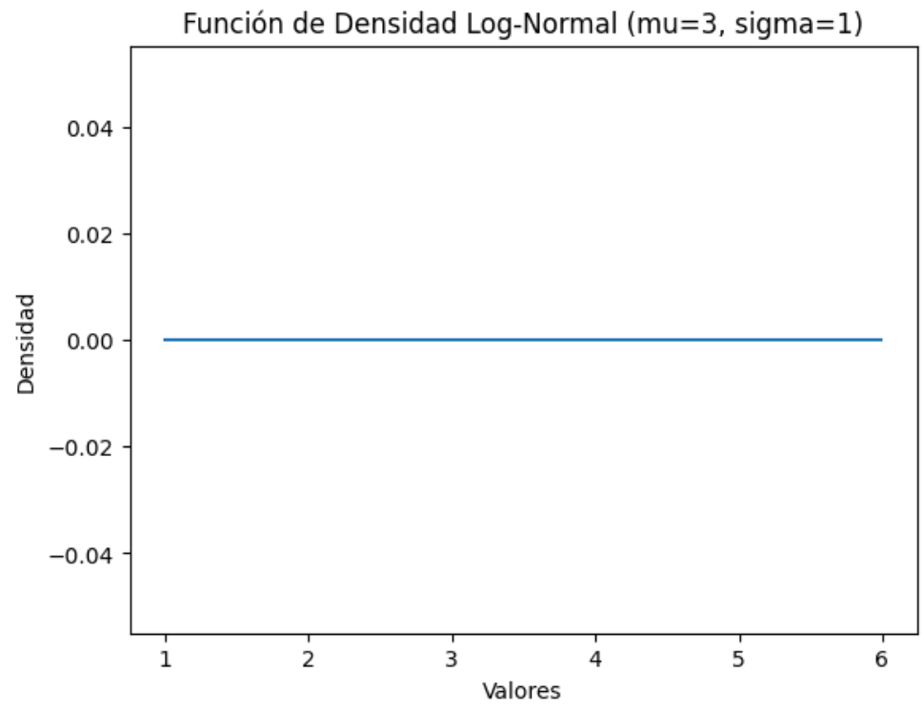 Función de Densidad Log-Normal (mu=3, sigma=1)
Densidad
0.04
0.02
0.00
−0.02
−0.04
1 2 3 4 5 6
Valores